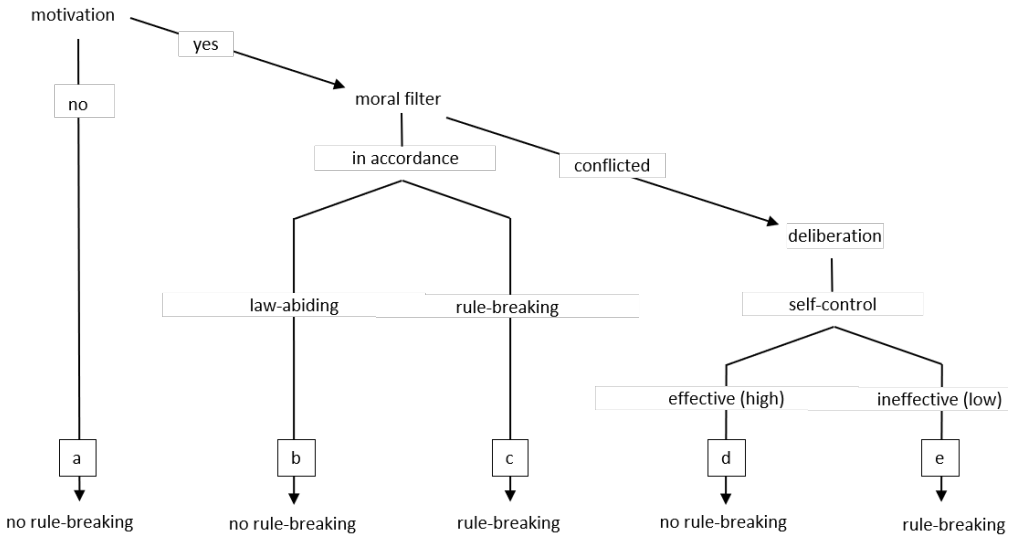 motivation
yes
no
moral filter
in accordance
conflicted
deliberation
law-abiding
rule-breaking
self-control
effective (high)
ineffective (low)
a
b
c
d
e
no rule-breaking
no rule-breaking
rule-breaking
no rule-breaking
rule-breaking